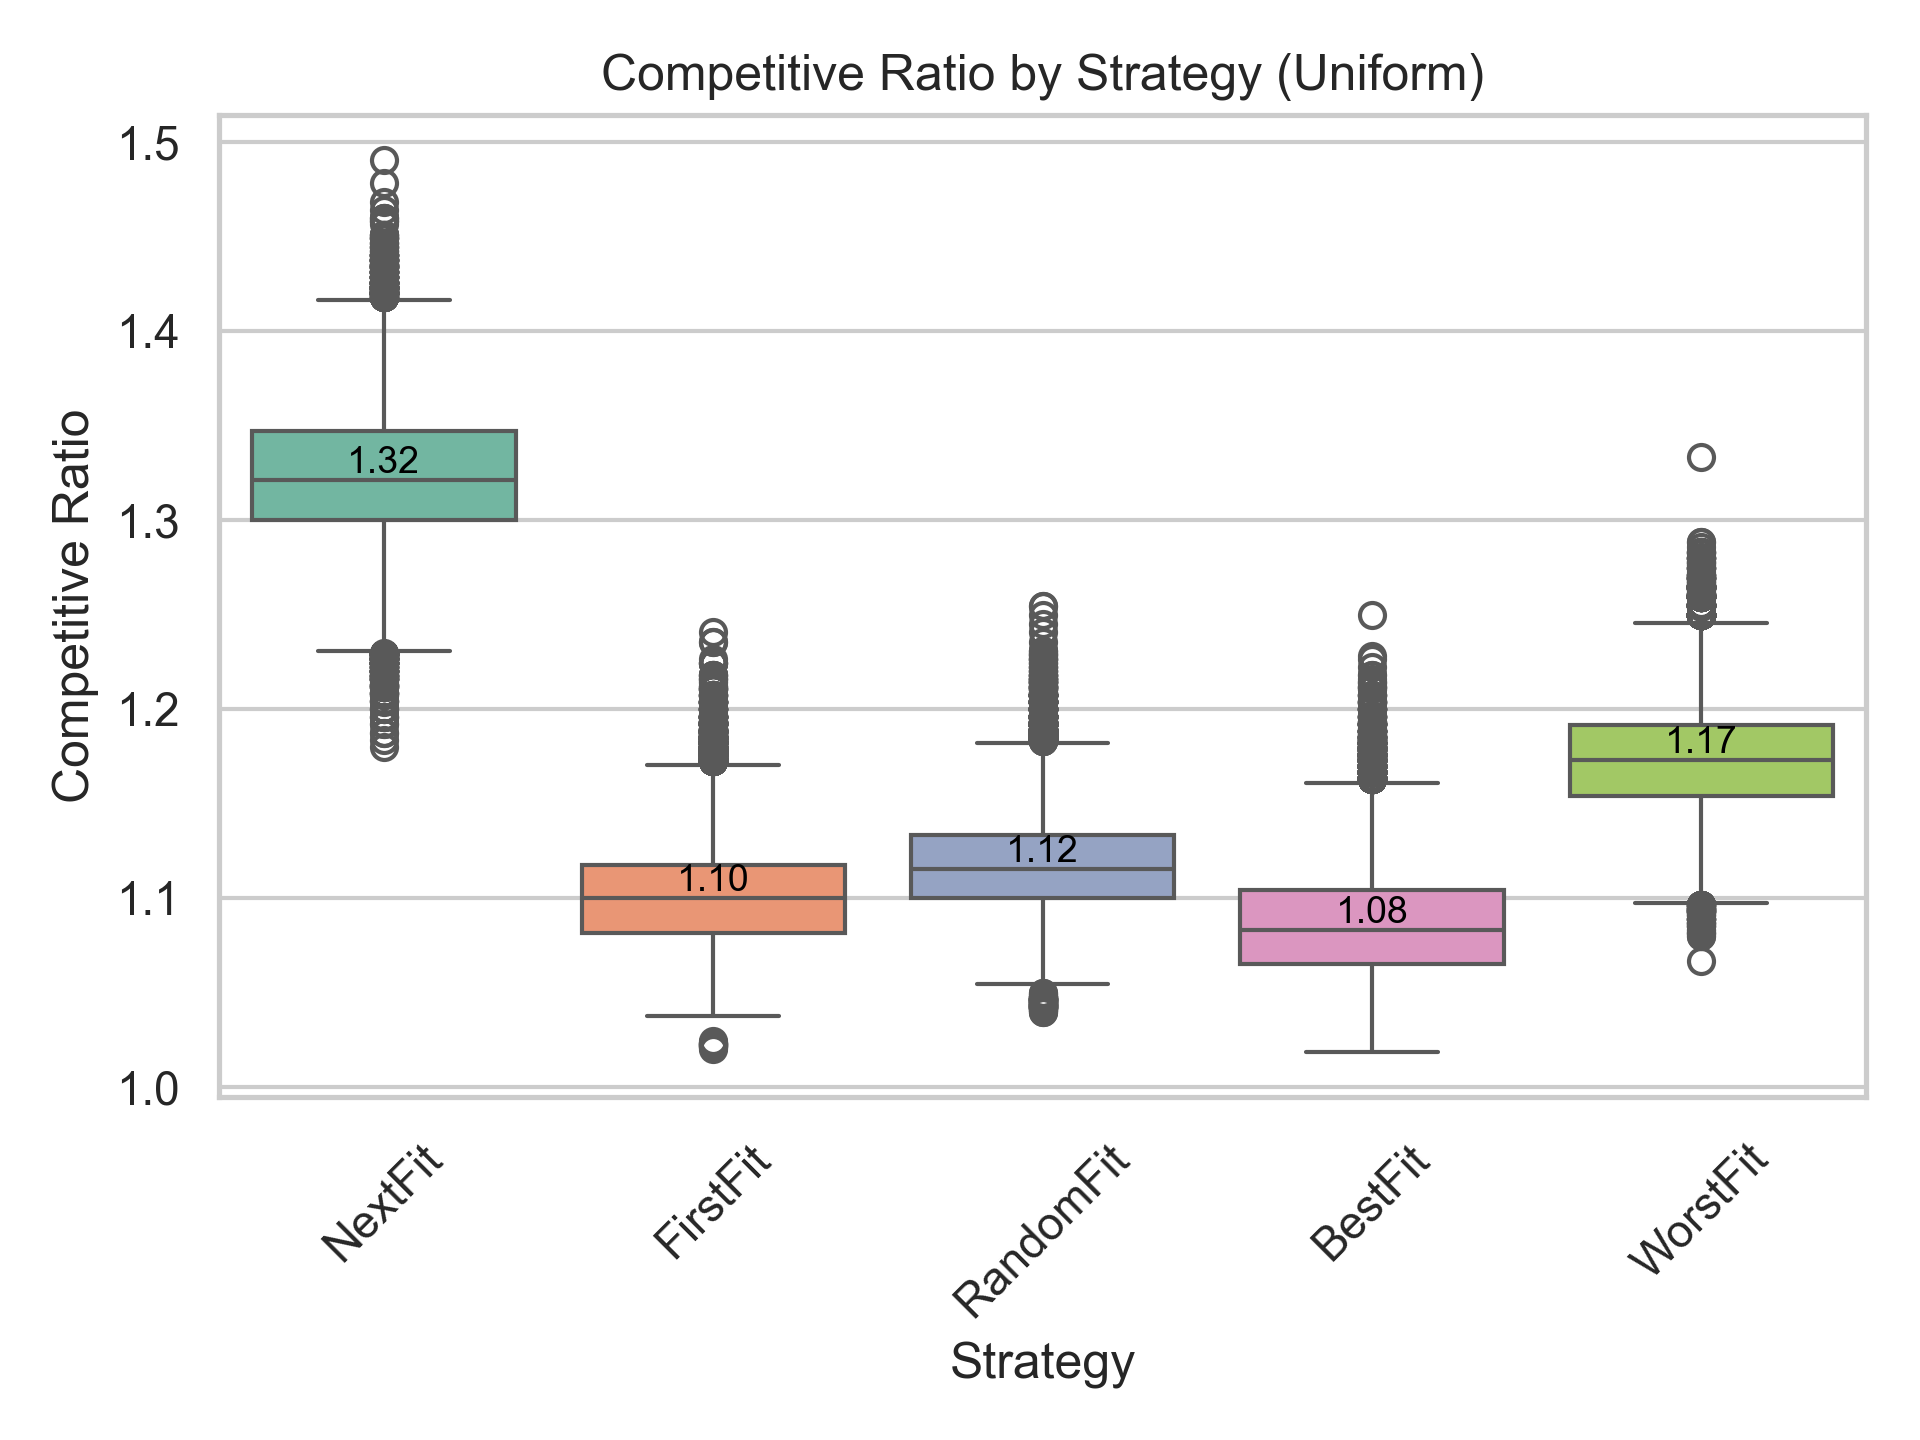 Competitive Ratio by Strategy (Uniform)
Competitive Ratio
1.5
1.4
1.3
1.2
1.1
1.0
1.32
1.10
1.12
1.08
1.17
NextFit
FirstFit
RandomFit
BestFit
WorstFit
Strategy